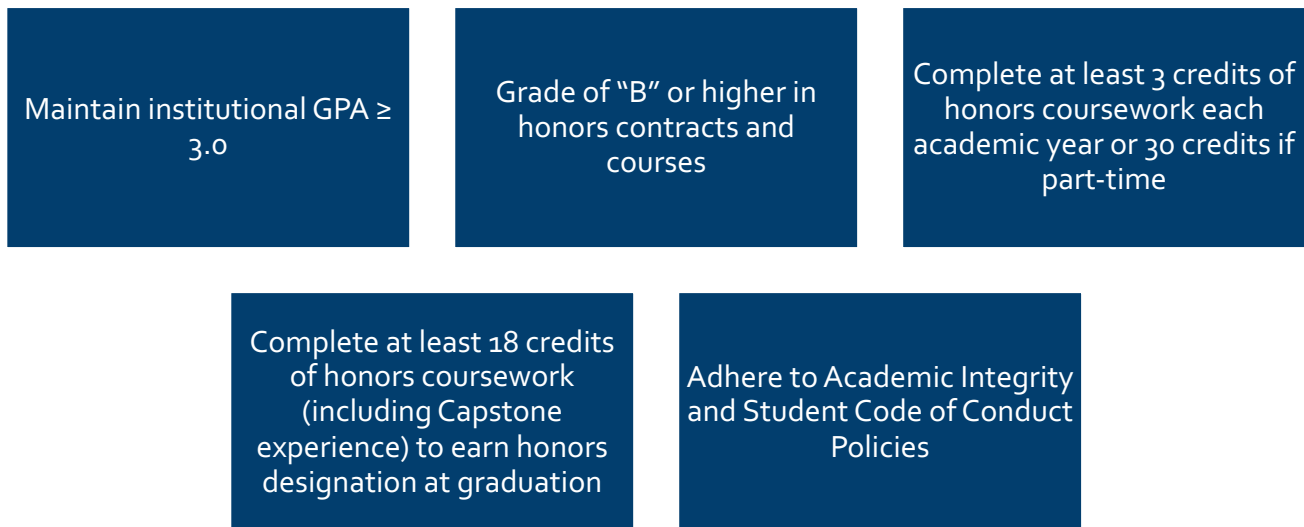 Maintain institutional GPA ≥
3.0
Grade of “B” or higher in
honors contracts and
courses
Complete at least 3 credits of
honors coursework each
academic year or 30 credits if
part-time
Complete at least 18 credits
of honors coursework
(including Capstone
experience) to earn honors
designation at graduation
Adhere to Academic Integrity
and Student Code of Conduct
Policies